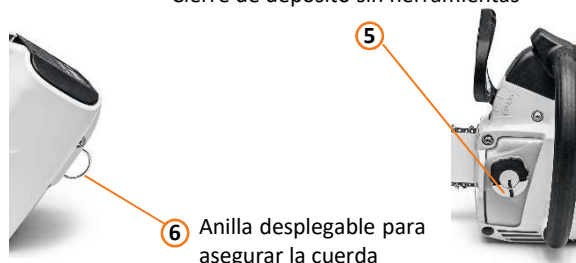 Cierre de depósito sin herramientas
5
6 Anilla desplegable para
asegurar la cuerda